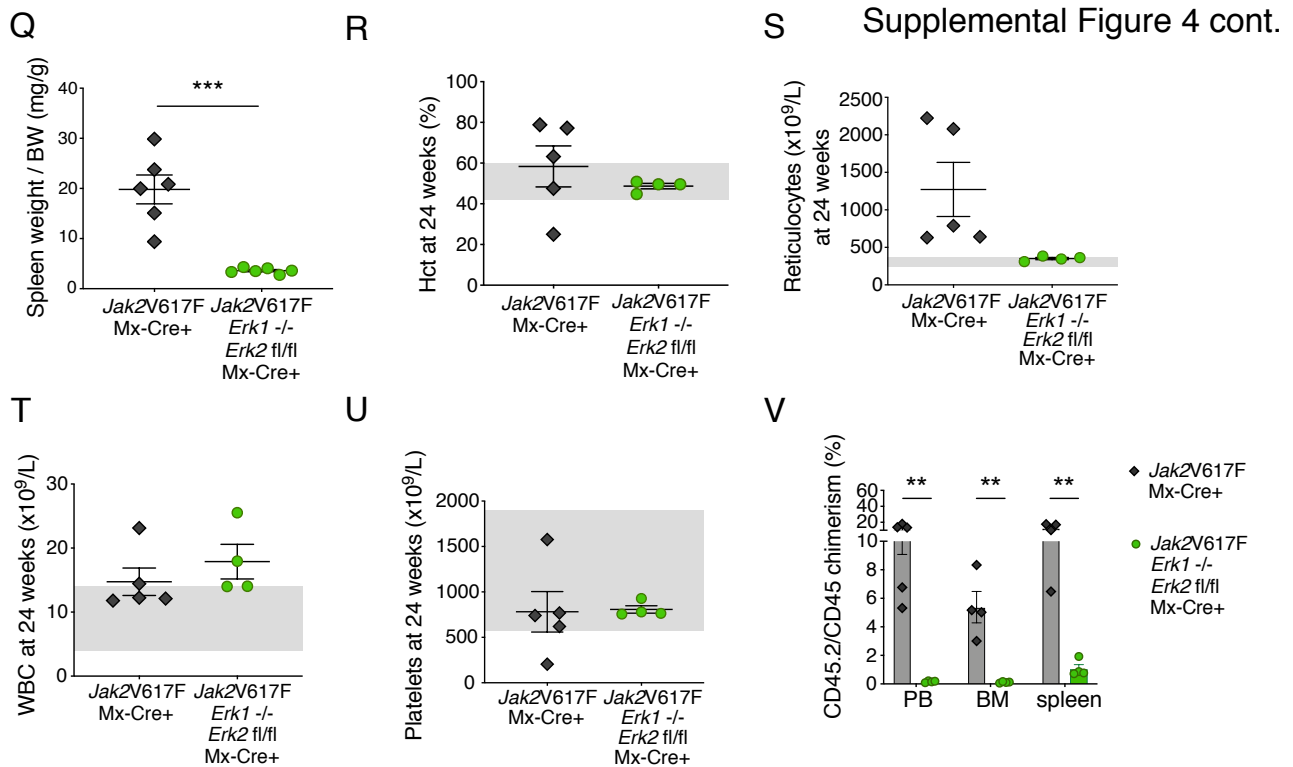 Supplemental Figure 4 cont.
Q
Spleen weight / BW (mg/g)
40
30
20
10
0
***
Jak2V617F
Mx-Cre+
Jak2V617F
Erk1 -/-
Erk2 fl/fl
Mx-Cre+
R
Hct at 24 weeks (%)
100
80
60
40
20
0
Jak2V617F
Mx-Cre+
Jak2V617F
Erk1 -/-
Erk2 fl/fl
Mx-Cre+
S
Reticulocytes (x10⁹/L)
at 24 weeks
2500
2000
1500
1000
500
0
Jak2V617F
Mx-Cre+
Jak2V617F
Erk1 -/-
Erk2 fl/fl
Mx-Cre+
T
WBC at 24 weeks (x10⁹/L)
30
20
10
0
Jak2V617F
Mx-Cre+
Jak2V617F
Erk1 -/-
Erk2 fl/fl
Mx-Cre+
U
Platelets at 24 weeks (x10⁹/L)
2000
1500
1000
500
0
Jak2V617F
Mx-Cre+
Jak2V617F
Erk1 -/-
Erk2 fl/fl
Mx-Cre+
V
CD45.2/CD45 chimerism (%)
60
40
20
10
8
6
4
2
0
** ** **
PB BM spleen
Jak2V617F
Mx-Cre+
Jak2V617F
Erk1 -/-
Erk2 fl/fl
Mx-Cre+